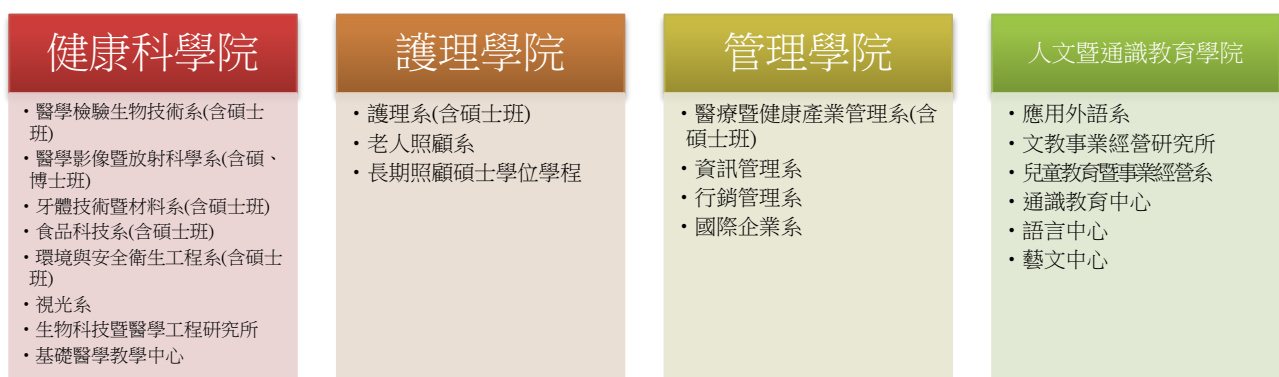 健康科學院
・醫學檢驗生物技術系(含碩士
班)
・醫學影像暨放射科學系(含碩、
博士班)
・牙體技術暨材料系(含碩士班)
・食品科技系(含碩士班)
・環境與安全衛生工程系(含碩士
班)
・視光系
・生物科技暨醫學工程研究所
・基礎醫學教學中心
護理學院
・護理系(含碩士班)
・老人照顧系
・長期照顧碩士學位學程
管理學院
・醫療暨健康產業管理系(含
碩士班)
・資訊管理系
・行銷管理系
・國際企業系
人文暨通識教育學院
・應用外語系
・文教事業經營研究所
・兒童教育暨事業經營系
・通識教育中心
・語言中心
・藝文中心